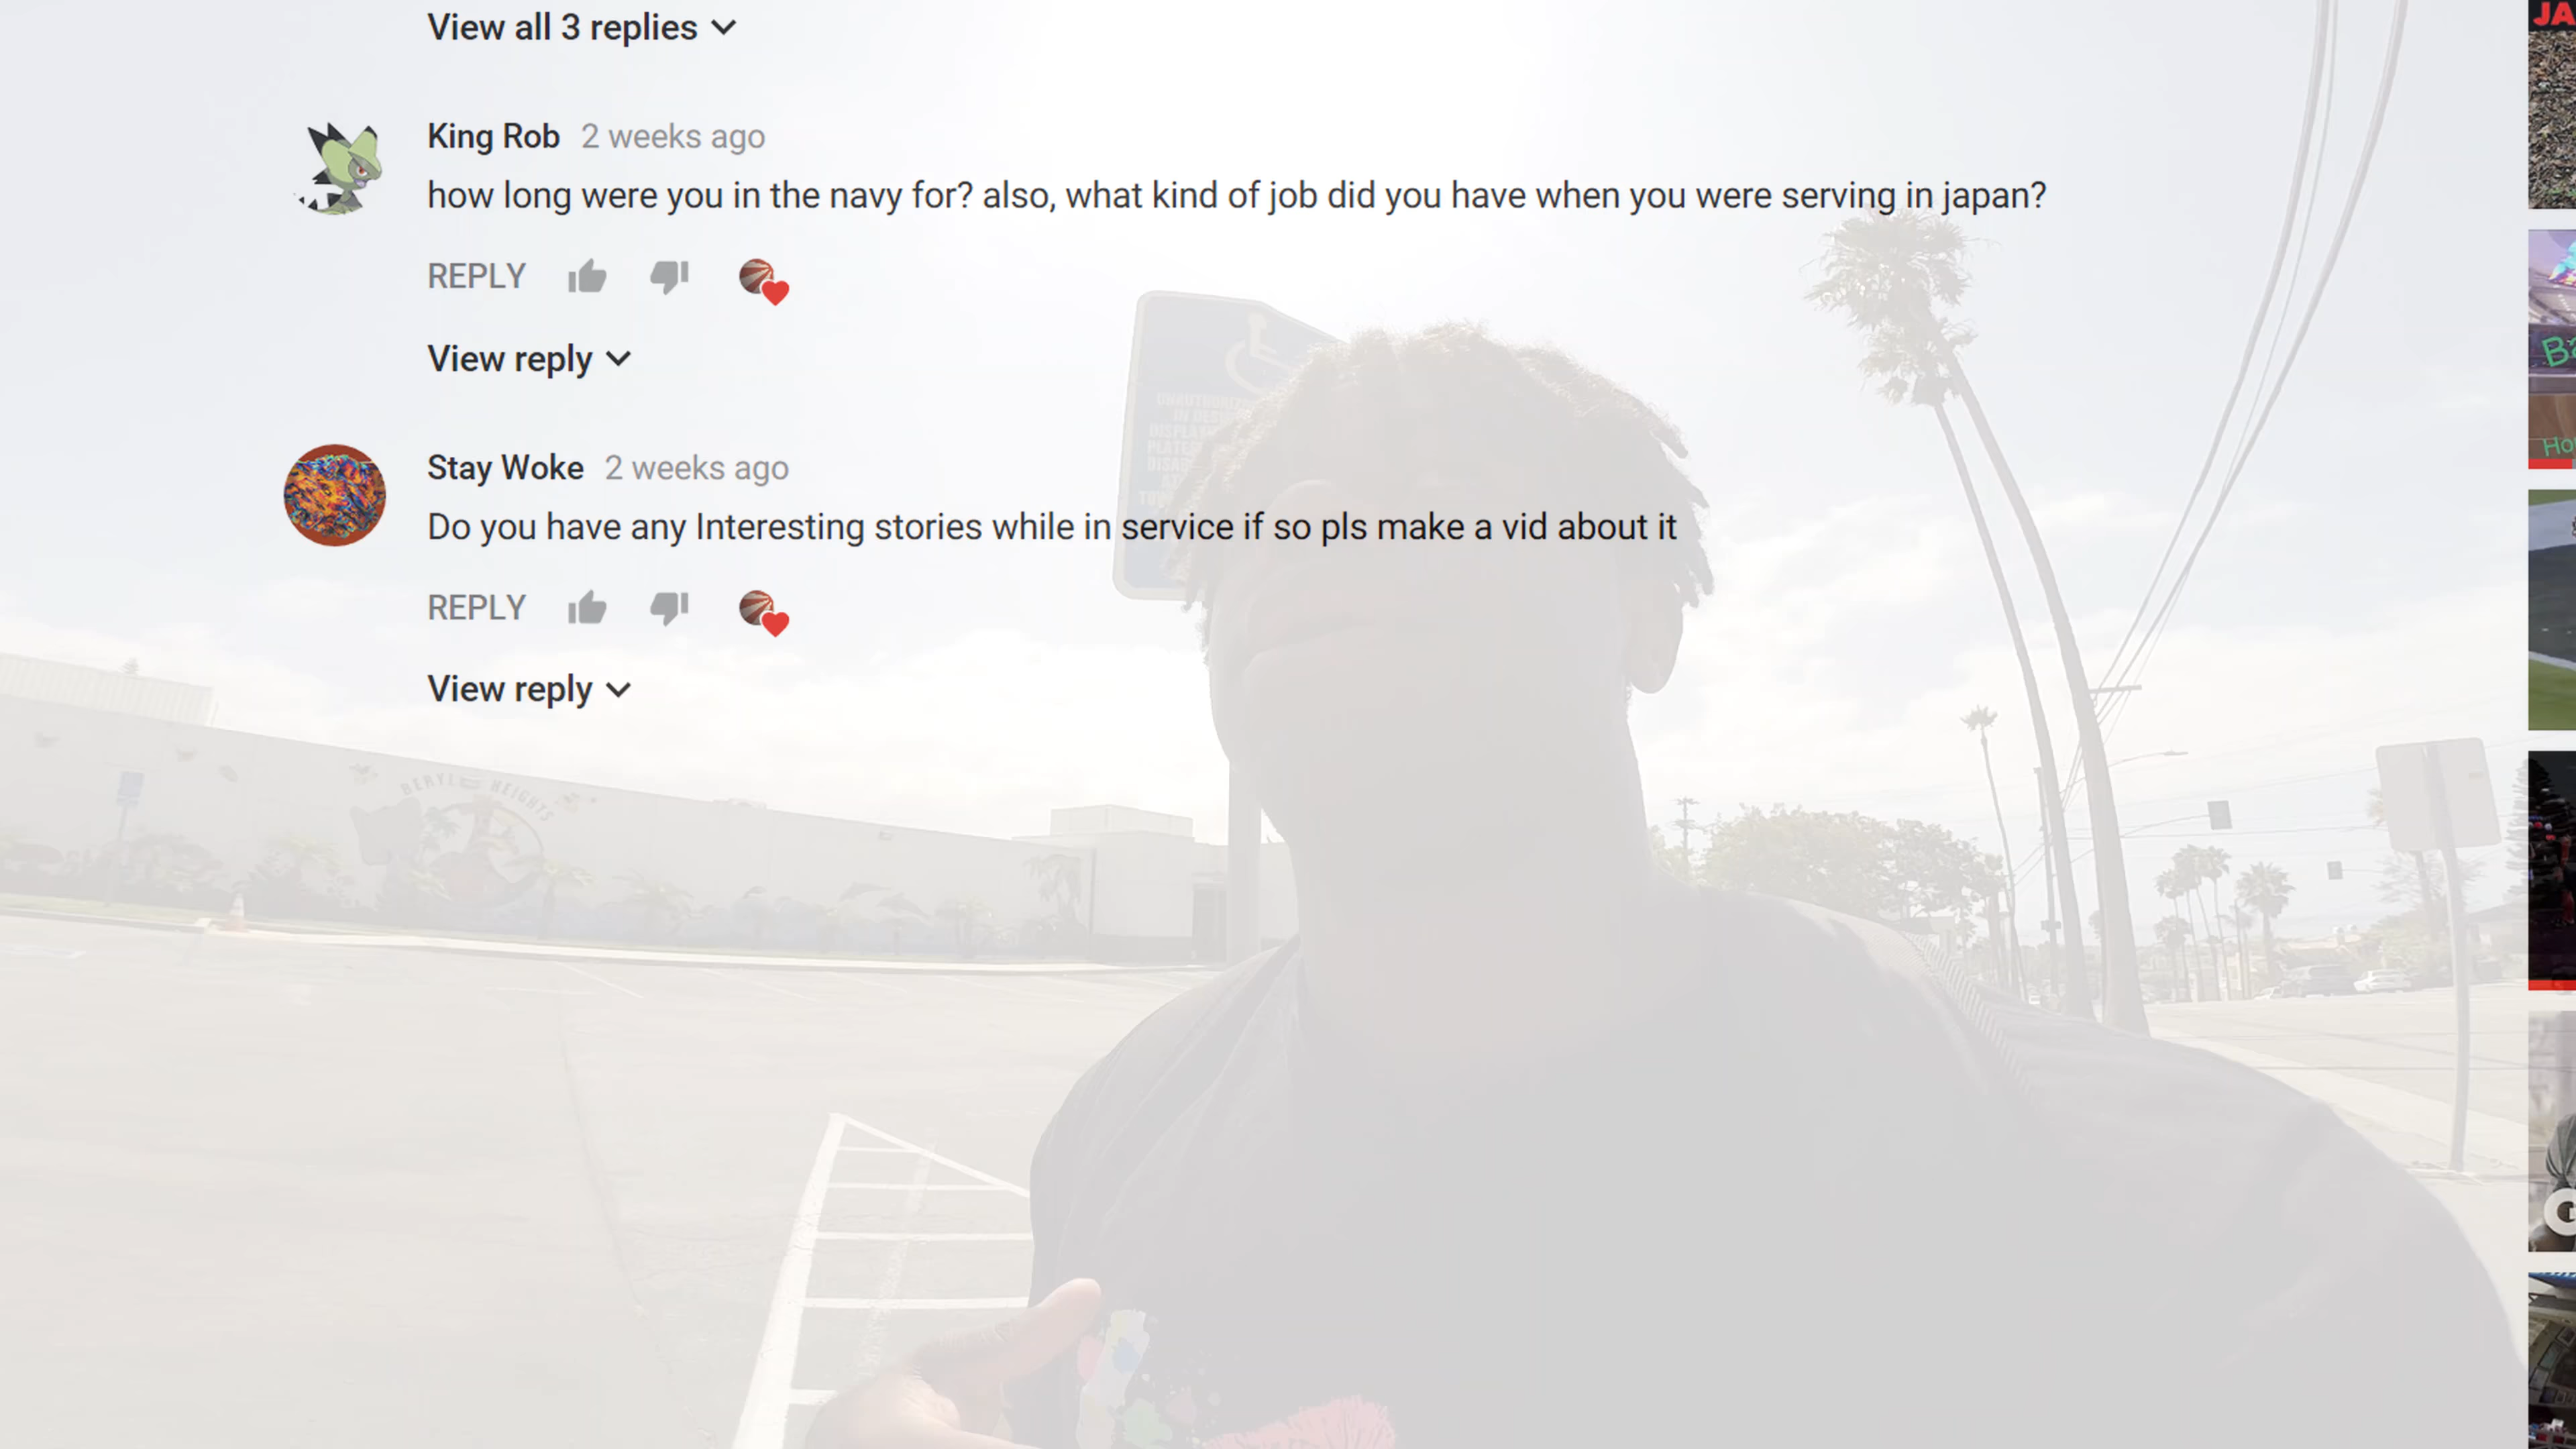 View all 3 replies
King Rob 2 weeks ago
how long were you in the navy for? also, what kind of job did you have when you were serving in japan?
REPLY
View reply
Stay Woke 2 weeks ago
Do you have any Interesting stories while in service if so pls make a vid about it
REPLY
View reply
BERYL HEIGHTS
JA